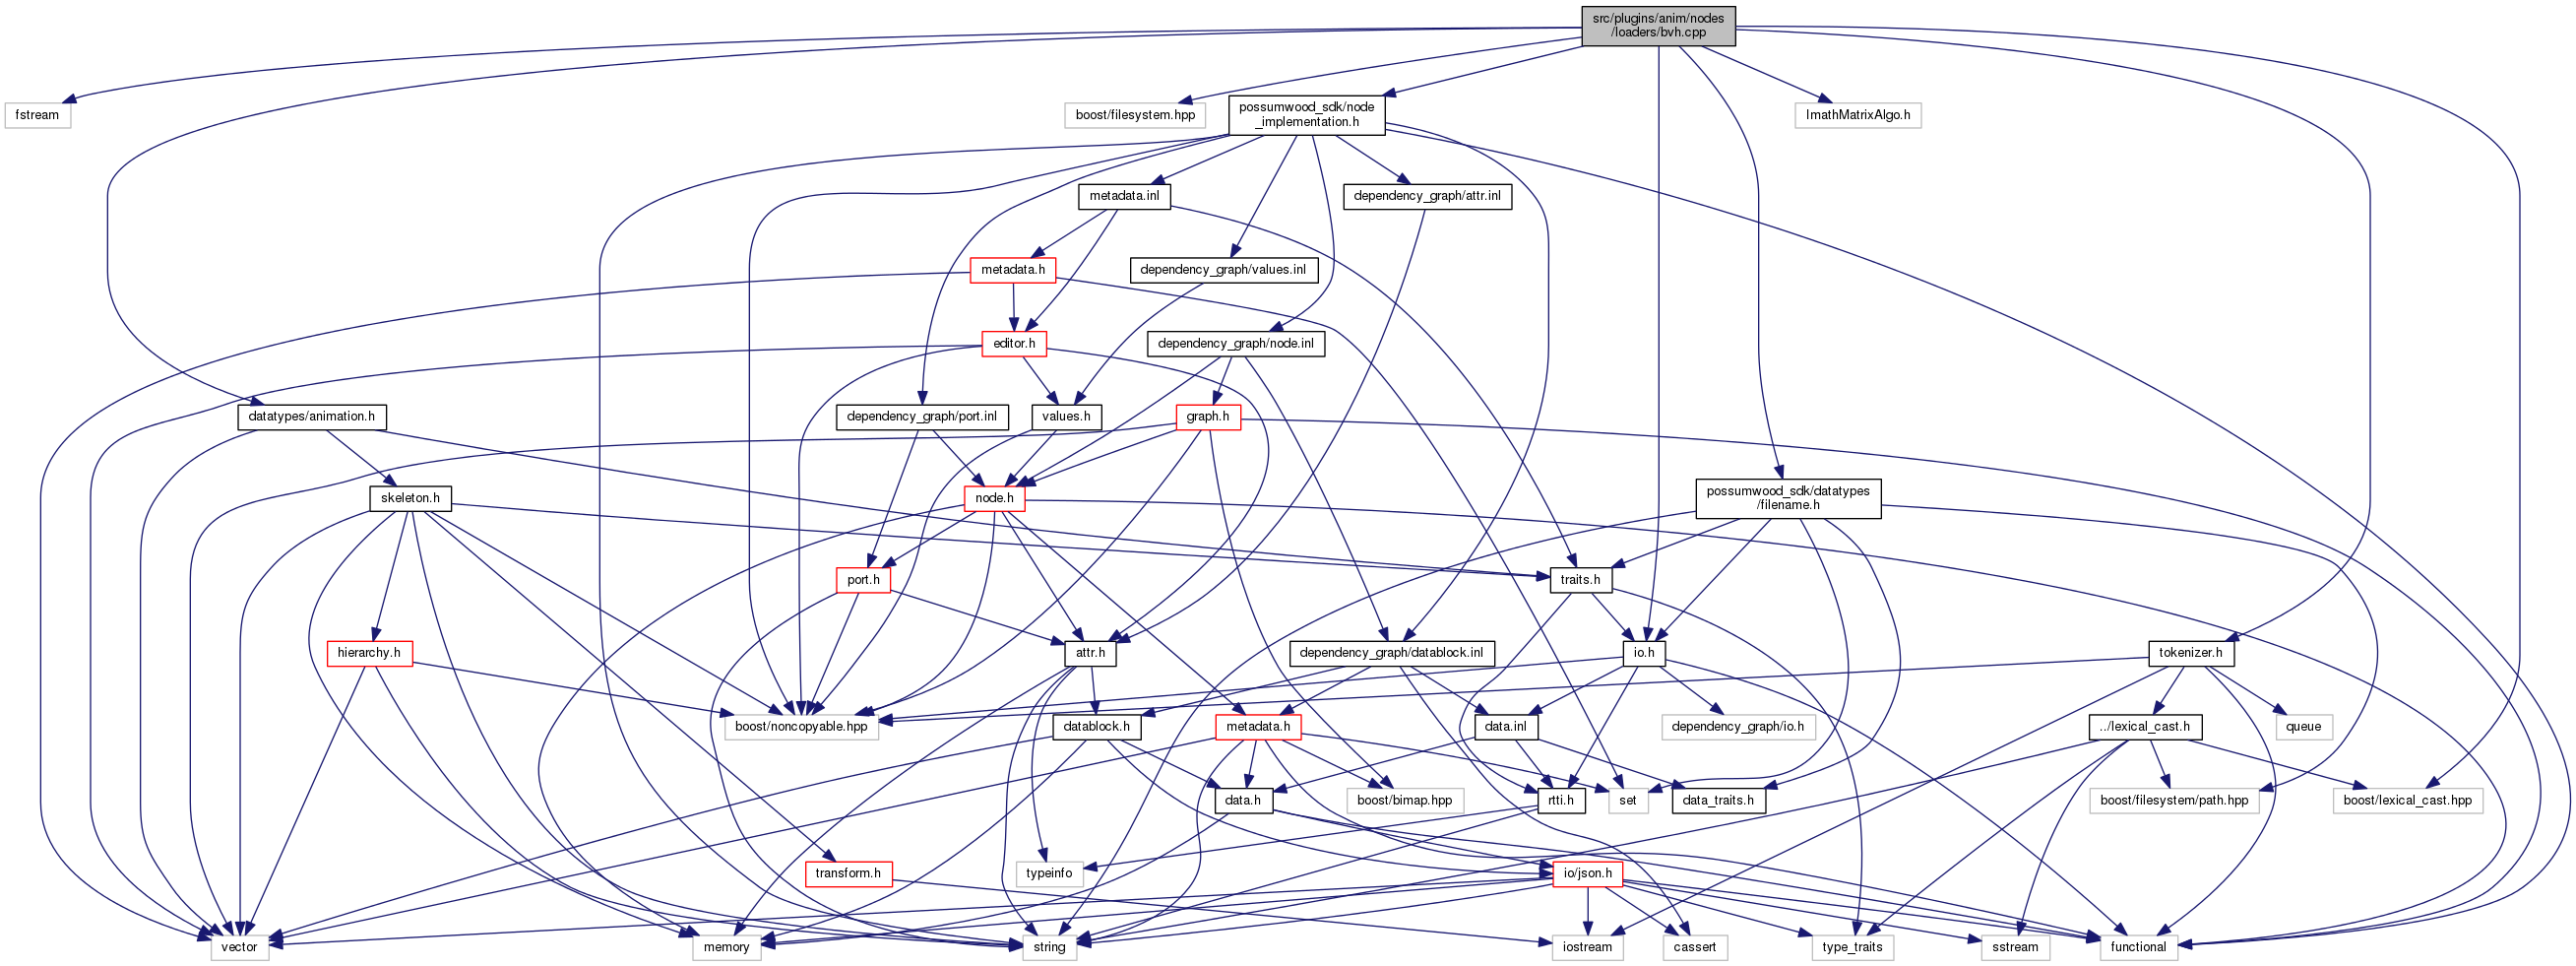 src/plugins/anim/nodes
/loaders/bvh.cpp
fstream
boost/filesystem.hpp
possumwood_sdk/node
_implementation.h
ImathMatrixAlgo.h
metadata.inl
dependency_graph/attr.inl
metadata.h
dependency_graph/values.inl
editor.h
dependency_graph/node.inl
datatypes/animation.h
dependency_graph/port.inl
values.h
graph.h
skeleton.h
node.h
possumwood_sdk/datatypes
/filename.h
port.h
traits.h
hierarchy.h
attr.h
dependency_graph/datablock.inl
io.h
tokenizer.h
boost/noncopyable.hpp
datablock.h
metadata.h
data.inl
dependency_graph/io.h
../lexical_cast.h
queue
data.h
boost/bimap.hpp
rtti.h
set
data_traits.h
boost/filesystem/path.hpp
boost/lexical_cast.hpp
transform.h
typeinfo
io/json.h
vector
memory
string
iostream
cassert
type_traits
sstream
functional